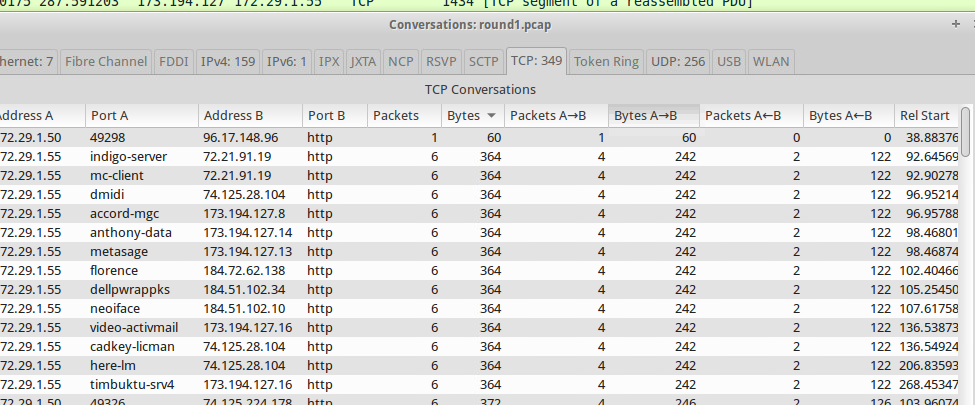 0175 287.591203 173.194.127 172.29.1.55 TCP 1434 [TCP segment of a reassembled PDU]
Conversations: round1.pcap
hernet: 7 Fibre Channel FDDI IPv4: 159 IPv6: 1 IPX JXTA NCP RSVP SCTP TCP: 349 Token Ring UDP: 256 USB WLAN
TCP Conversations
Address A Port A Address B Port B Packets Bytes Packets A→B Bytes A→B Packets A←B Bytes A←B Rel Start
72.29.1.50 49298 96.17.148.96 http 1 60 1 60 0 0 38.88376
72.29.1.55 indigo-server 72.21.91.19 http 6 364 4 242 2 122 92.64569
72.29.1.55 mc-client 72.21.91.19 http 6 364 4 242 2 122 92.90278
72.29.1.55 dmidi 74.125.28.104 http 6 364 4 242 2 122 96.95214
72.29.1.55 accord-mgc 173.194.127.8 http 6 364 4 242 2 122 96.95788
72.29.1.55 anthony-data 173.194.127.14 http 6 364 4 242 2 122 98.46801
72.29.1.55 metasage 173.194.127.13 http 6 364 4 242 2 122 98.46874
72.29.1.55 florence 184.72.62.138 http 6 364 4 242 2 122 102.40466
72.29.1.55 dellpwrappks 184.51.102.34 http 6 364 4 242 2 122 105.25450
72.29.1.55 neoiface 184.51.102.10 http 6 364 4 242 2 122 107.61758
72.29.1.55 video-activmail 173.194.127.16 http 6 364 4 242 2 122 136.53873
72.29.1.55 cadkey-licman 74.125.28.104 http 6 364 4 242 2 122 136.54924
72.29.1.55 here-lm 74.125.28.104 http 6 364 4 242 2 122 206.83593
72.29.1.55 timbuktu-srv4 173.194.127.16 http 6 364 4 242 2 122 268.45347
72.29.1.50 49326 74.125.224.178 http 6 372 4 246 2 126 103.96074